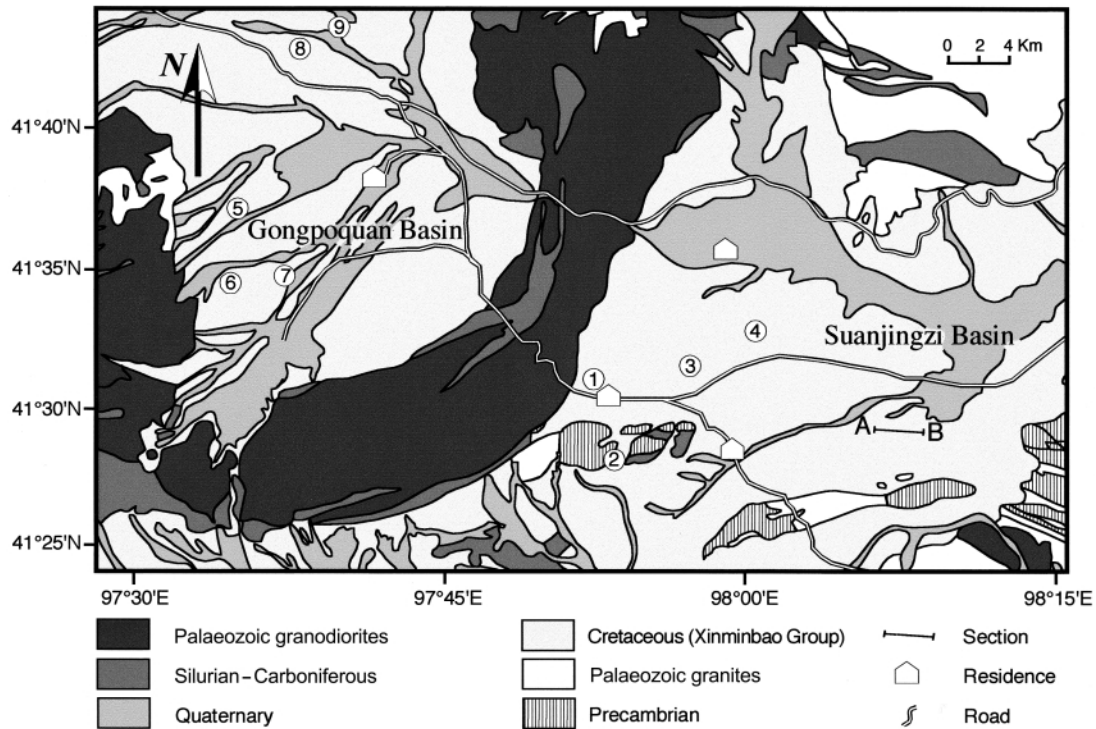 ⑨
⑧
0 2 4 Km
N
41°40'N
⑤
Gongpoquan Basin
41°35'N
⑥ ⑦
④ Suanjingzi Basin
③
①
41°30'N
A B
②
41°25'N
97°30'E 97°45'E 98°00'E 98°15'E
Palaeozoic granodiorites Cretaceous (Xinminbao Group) Section
Silurian–Carboniferous Palaeozoic granites Residence
Quaternary Precambrian Road